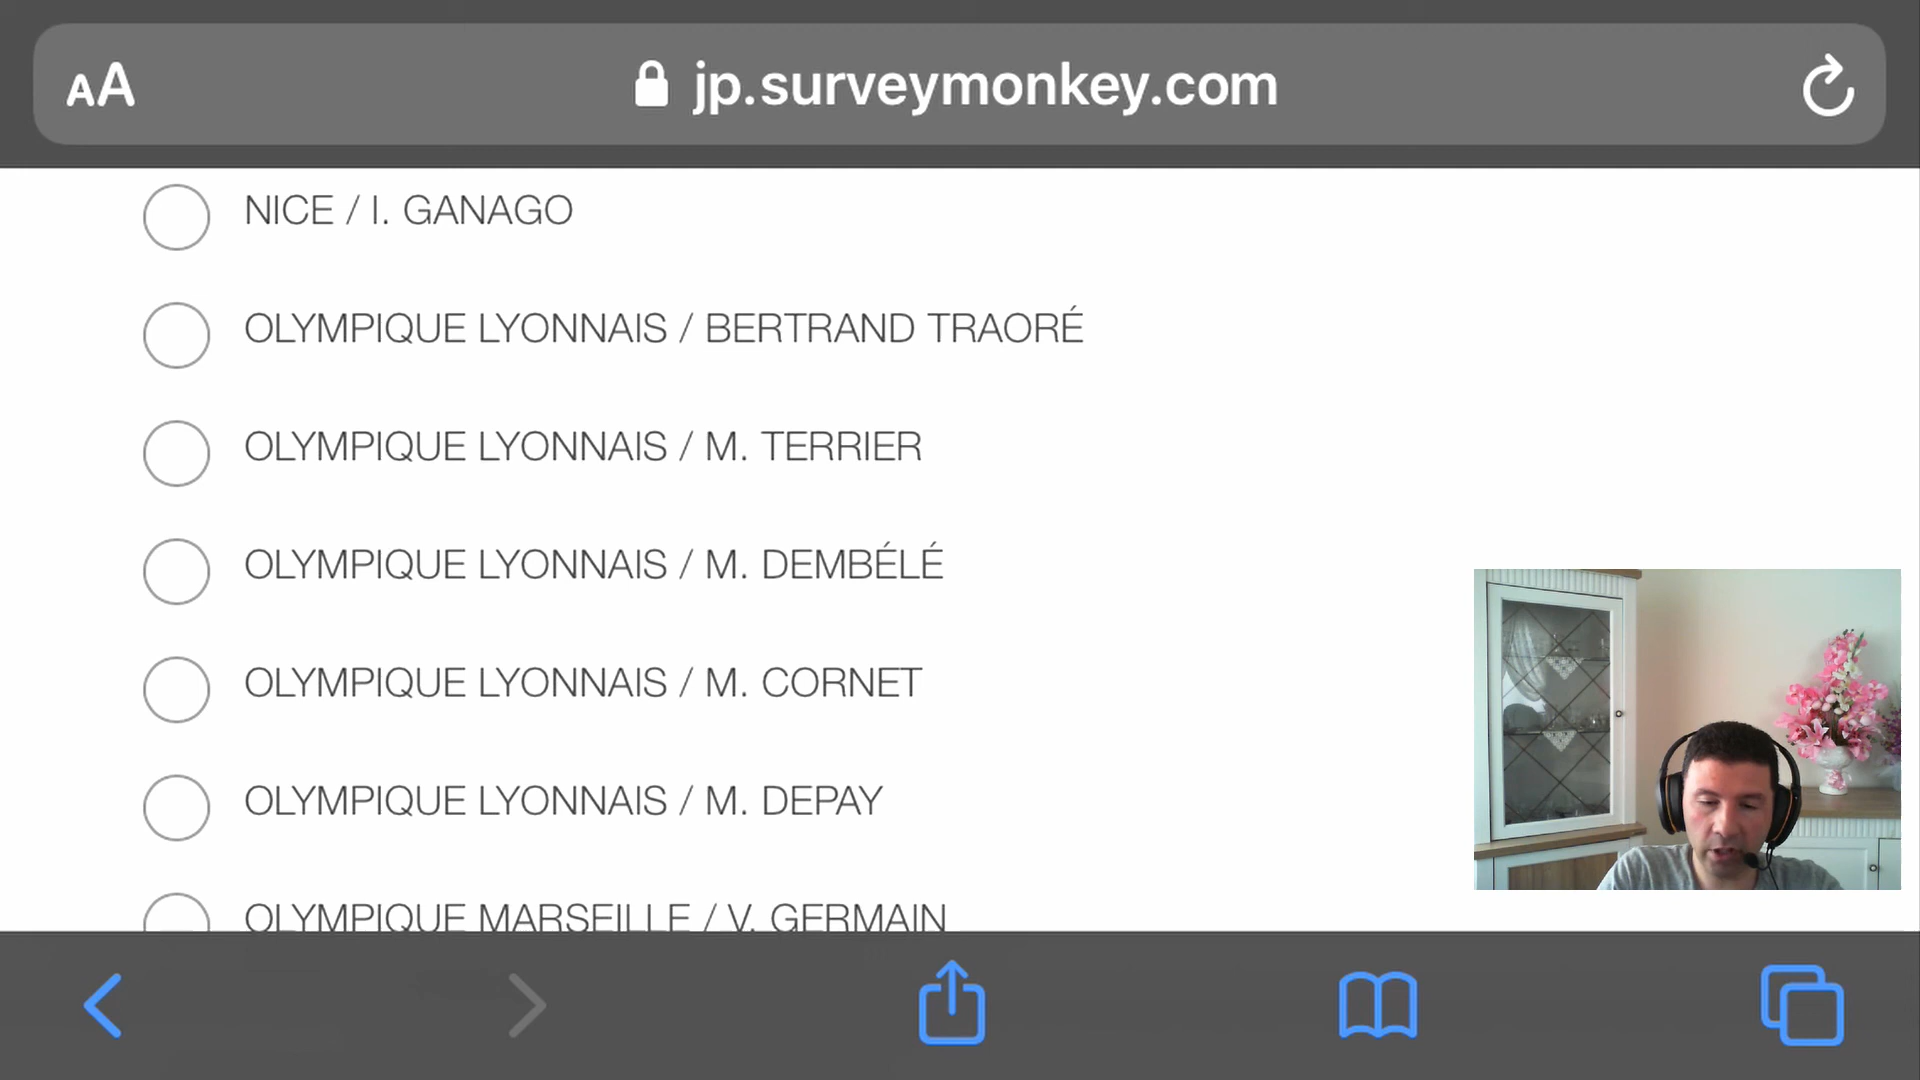 AA
jp.surveymonkey.com
NICE / I. GANAGO
OLYMPIQUE LYONNAIS / BERTRAND TRAORÉ
OLYMPIQUE LYONNAIS / M. TERRIER
OLYMPIQUE LYONNAIS / M. DEMBÉLÉ
OLYMPIQUE LYONNAIS / M. CORNET
OLYMPIQUE LYONNAIS / M. DEPAY
OLYMPIQUE MARSEILLE / V. GERMAIN